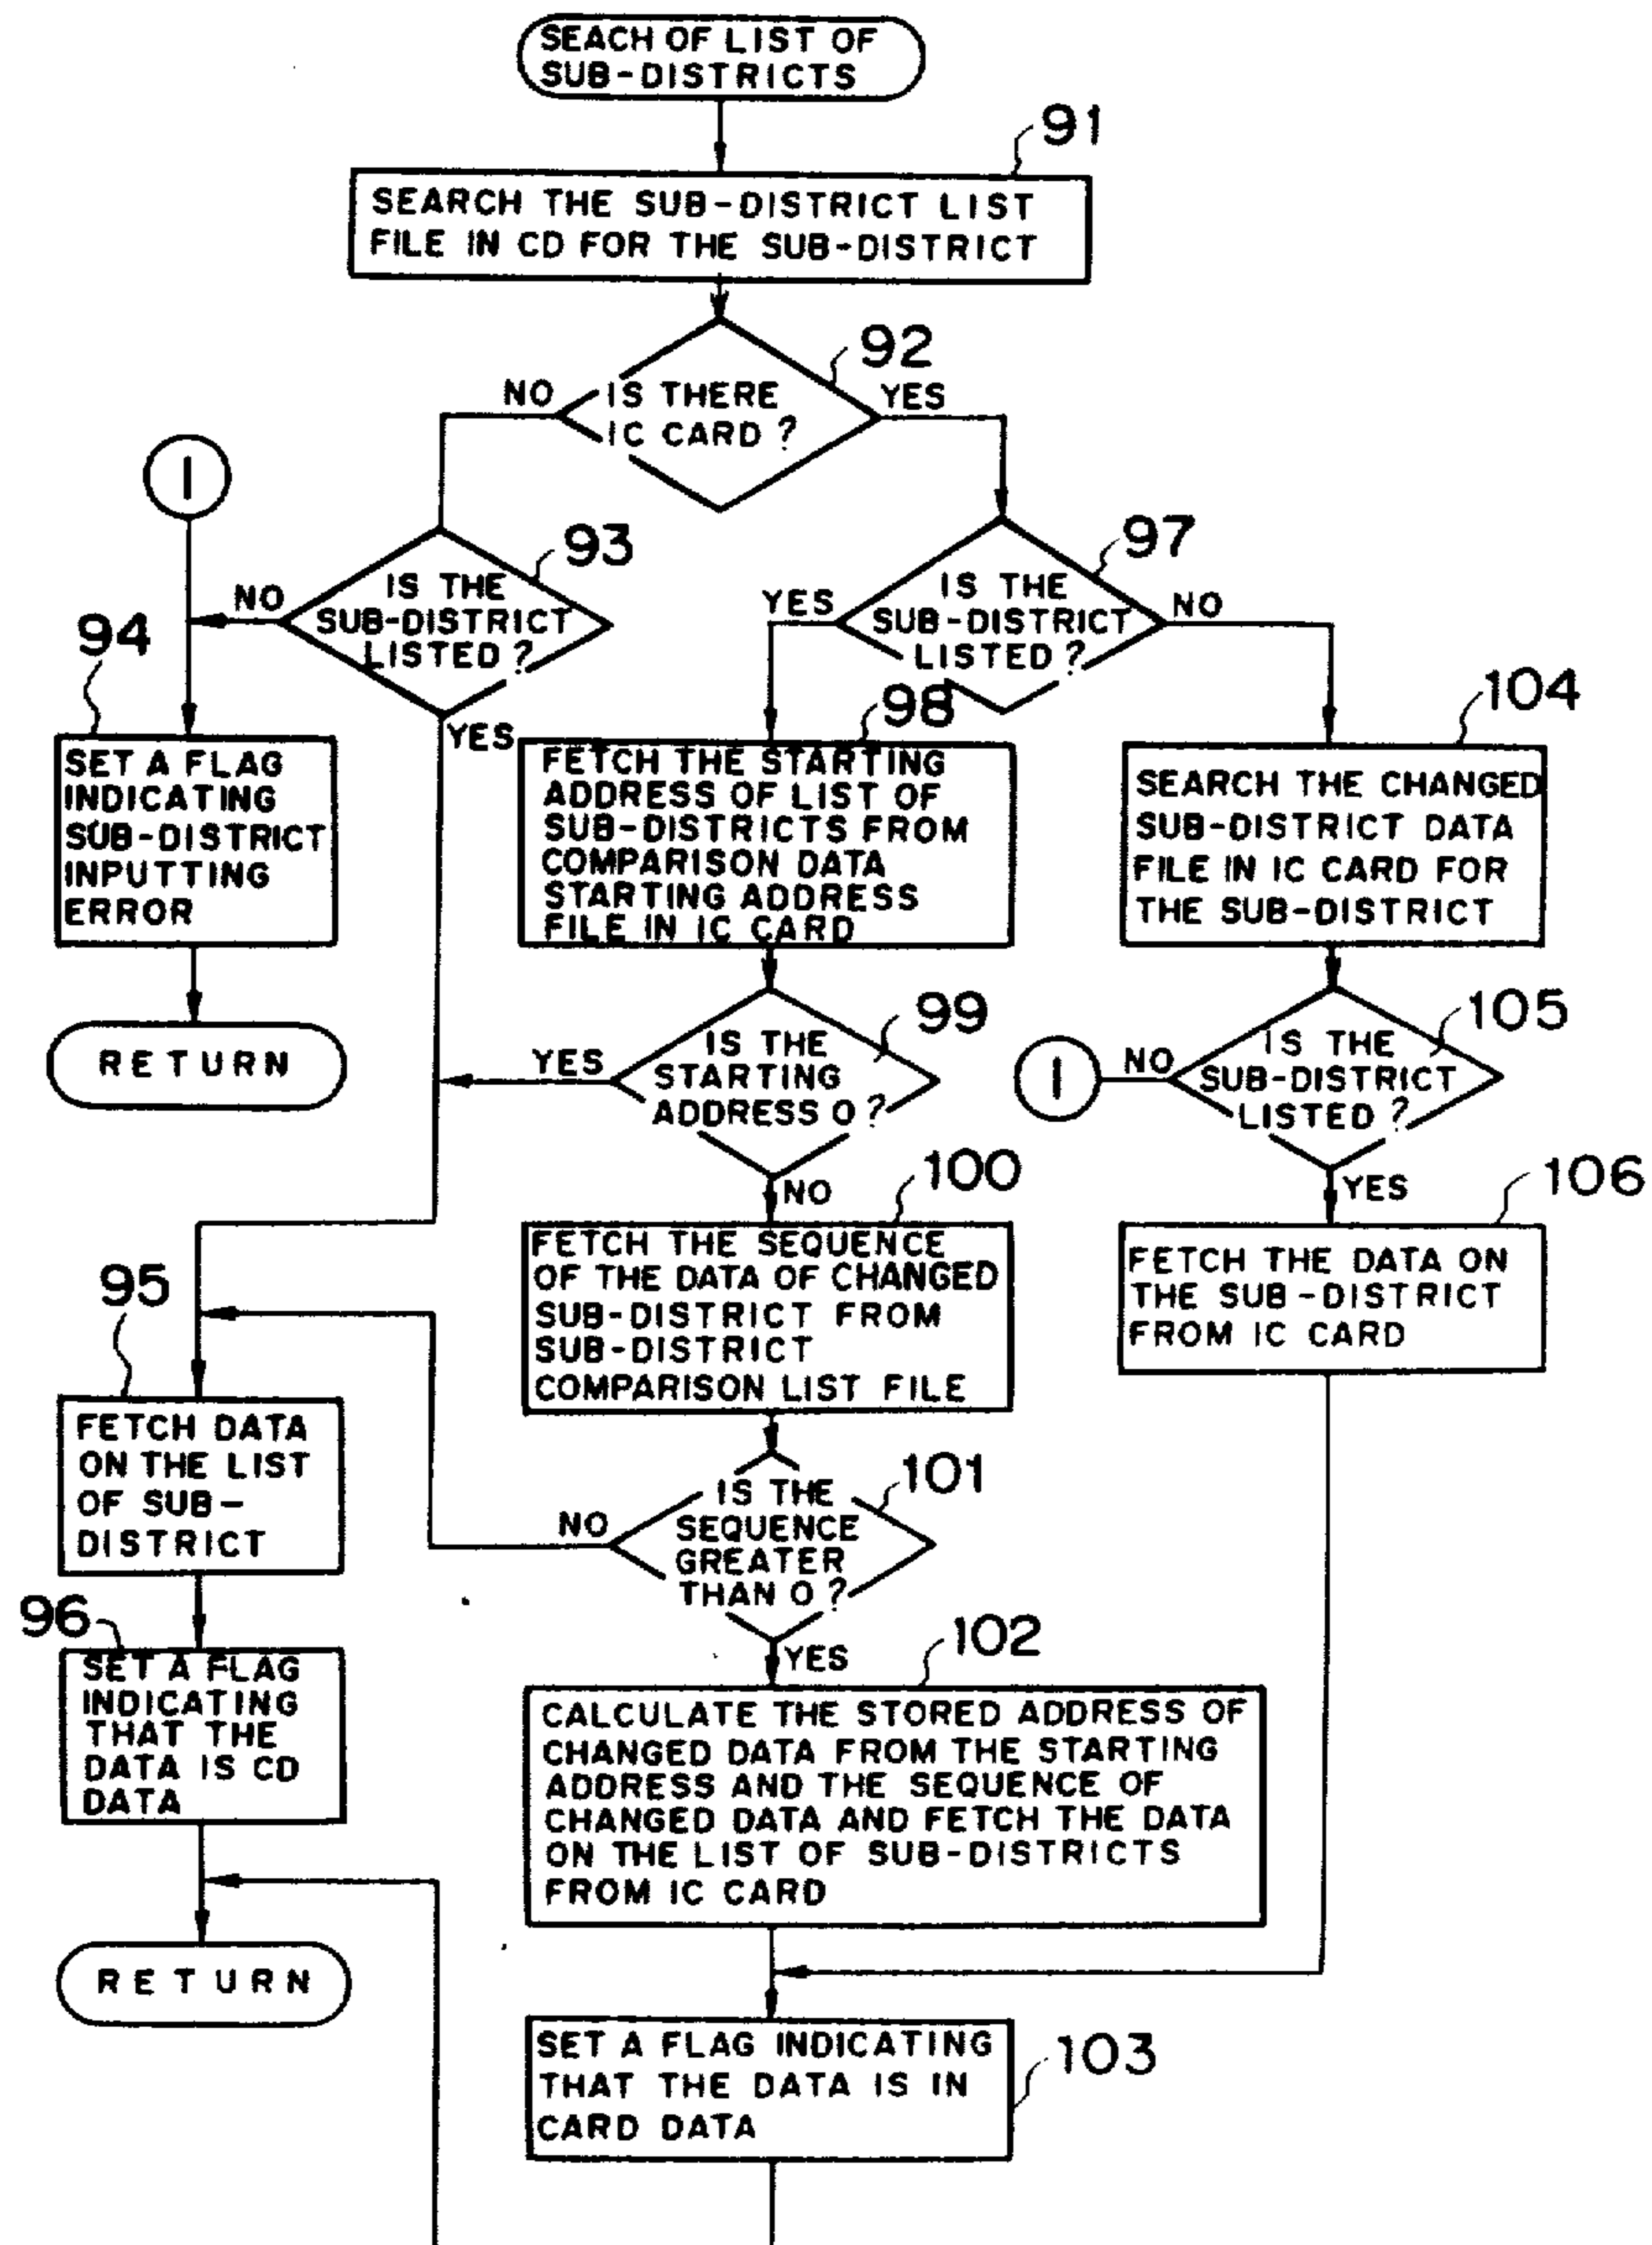 SEACH OF LIST OF
SUB-DISTRICTS
91
SEARCH THE SUB-DISTRICT LIST
FILE IN CD FOR THE SUB-DISTRICT
92
NO
IS THERE
IC CARD ?
YES
1
93
IS THE
SUB-DISTRICT
LISTED ?
NO
YES
97
IS THE
SUB-DISTRICT
LISTED ?
YES
NO
94
SET A FLAG
INDICATING
SUB-DISTRICT
INPUTTING
ERROR
RETURN
98
FETCH THE STARTING
ADDRESS OF LIST OF
SUB-DISTRICTS FROM
COMPARISON DATA
STARTING ADDRESS
FILE IN IC CARD
104
SEARCH THE CHANGED
SUB-DISTRICT DATA
FILE IN IC CARD FOR
THE SUB-DISTRICT
99
YES
IS THE
STARTING
ADDRESS 0 ?
NO
105
1
NO
IS THE
SUB-DISTRICT
LISTED ?
YES
100
FETCH THE SEQUENCE
OF THE DATA OF CHANGED
SUB-DISTRICT FROM
SUB-DISTRICT
COMPARISON LIST FILE
106
FETCH THE DATA ON
THE SUB-DISTRICT
FROM IC CARD
95
FETCH DATA
ON THE LIST
OF SUB-
DISTRICT
101
NO
IS THE
SEQUENCE
GREATER
THAN 0 ?
YES
96
SET A FLAG
INDICATING
THAT THE
DATA IS CD
DATA
RETURN
102
CALCULATE THE STORED ADDRESS OF
CHANGED DATA FROM THE STARTING
ADDRESS AND THE SEQUENCE OF
CHANGED DATA AND FETCH THE DATA
ON THE LIST OF SUB-DISTRICTS
FROM IC CARD
103
SET A FLAG INDICATING
THAT THE DATA IS IN
CARD DATA